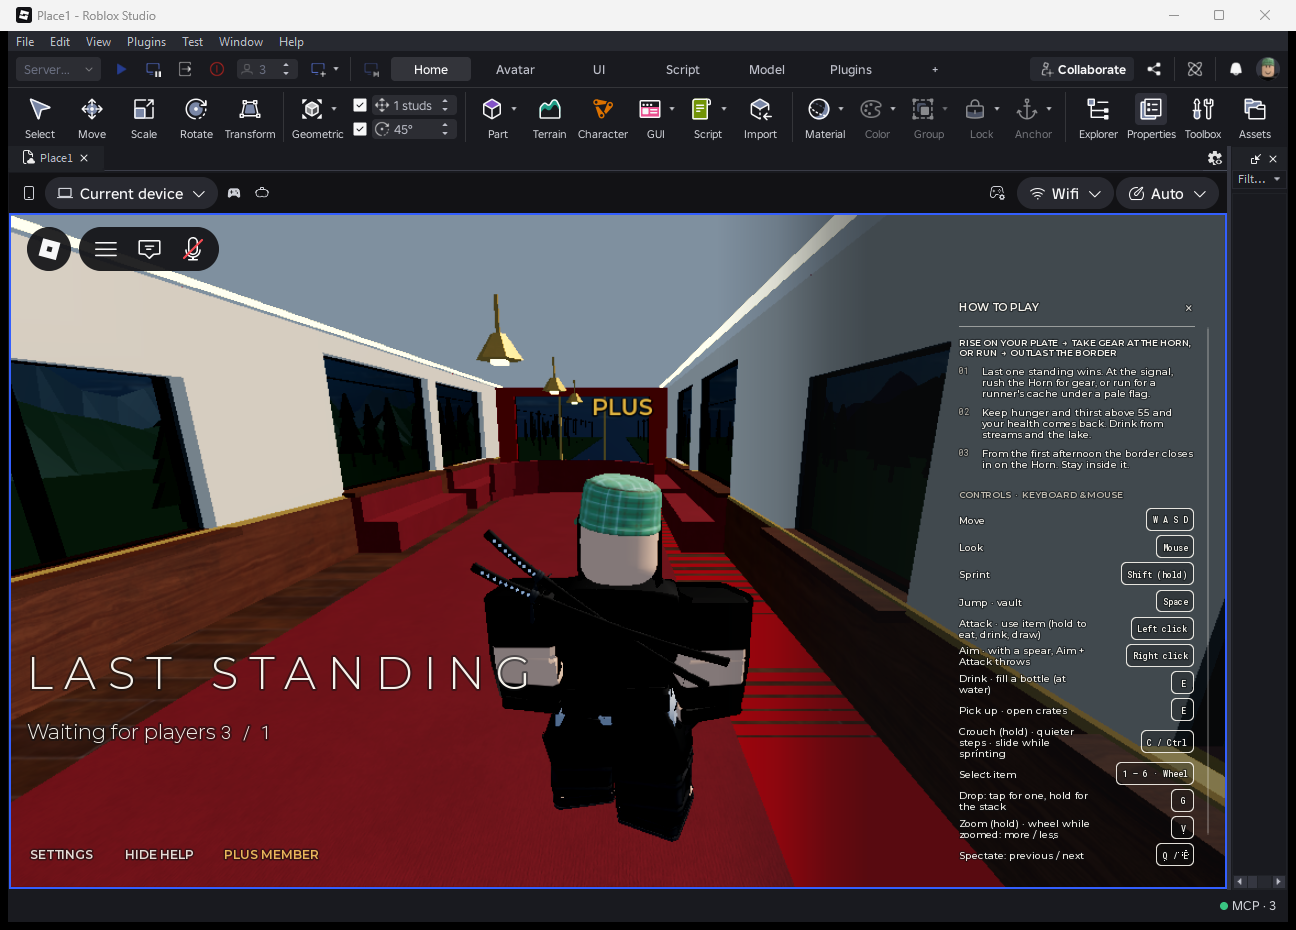 Place1 - Roblox Studio
File Edit View Plugins Test Window Help
Server... 3 Home Avatar UI Script Model Plugins + Collaborate
1 studs
45°
Select Move Scale Rotate Transform Geometric Part Terrain Character GUI Script Import Material Color Group Lock Anchor Explorer Properties Toolbox Assets
Place1
Filt...
Current device Wifi Auto
HOW TO PLAY ×
RISE ON YOUR PLATE → TAKE GEAR AT THE HORN,
OR RUN → OUTLAST THE BORDER
01 Last one standing wins. At the signal,
rush the Horn for gear, or run for a
runner's cache under a pale flag.
02 Keep hunger and thirst above 55 and
your health comes back. Drink from
streams and the lake.
03 From the first afternoon the border closes
in on the Horn. Stay inside it.
CONTROLS · KEYBOARD & MOUSE
Move W A S D
Look Mouse
Sprint Shift (hold)
Jump · vault Space
Attack · use item (hold to
eat, drink, draw) Left click
Aim · with a spear, Aim +
Attack throws Right click
Drink · fill a bottle (at
water) E
Pick up · open crates E
Crouch (hold) · quieter
steps · slide while
sprinting C / Ctrl
Select item 1 – 6 · Wheel
Drop: tap for one, hold for
the stack G
Zoom (hold) · wheel while
zoomed: more / less V
Spectate: previous / next Q / E
PLUS
LAST STANDING
Waiting for players 3 / 1
SETTINGS HIDE HELP PLUS MEMBER
MCP · 3